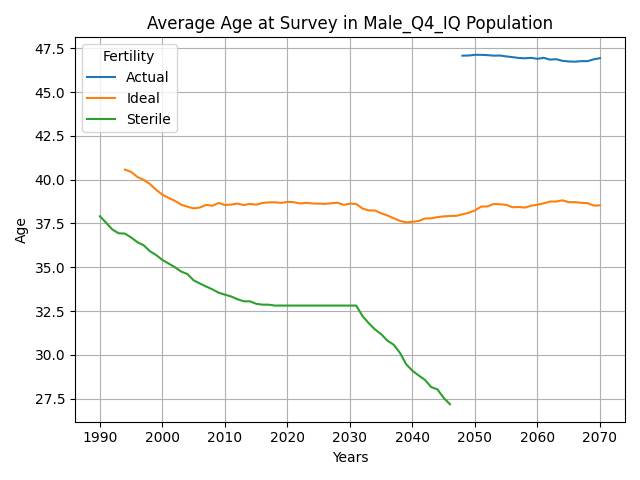 Average Age at Survey in Male_Q4_IQ Population
Fertility
Actual
Ideal
Sterile
47.5
45.0
42.5
40.0
37.5
35.0
32.5
30.0
27.5
Age
1990 2000 2010 2020 2030 2040 2050 2060 2070
Years